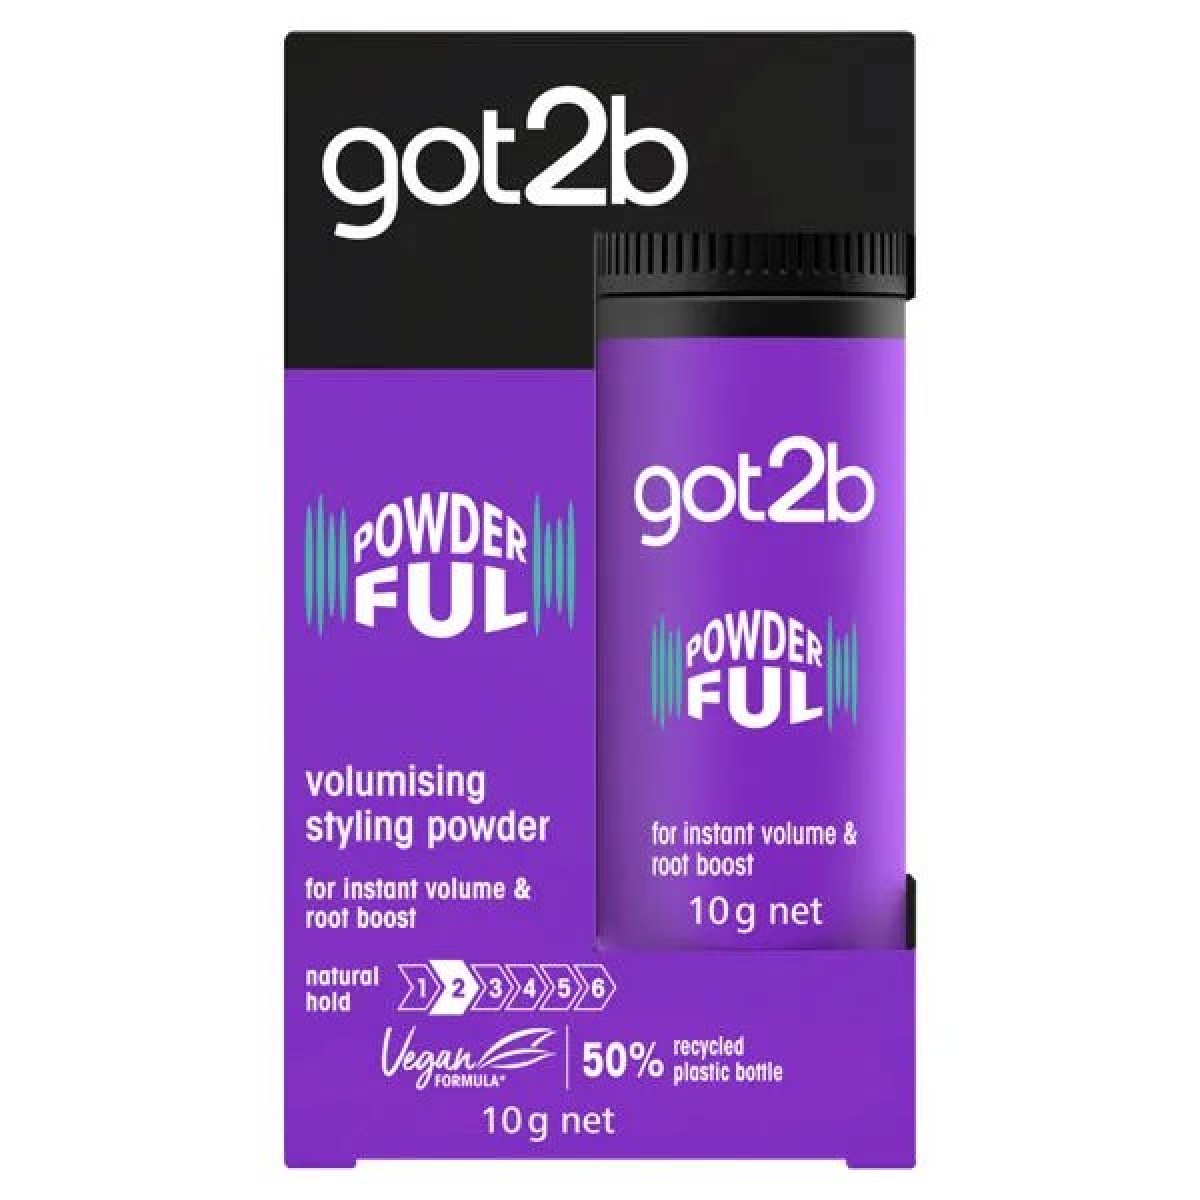 got2b
POWDER
FUL
volumising
styling powder
for instant volume &
root boost
natural
hold
1 2 3 4 5 6
Vegan
FORMULA*
50% recycled
plastic bottle
10g net
got2b
POWDER
FUL
for instant volume &
root boost
10g net